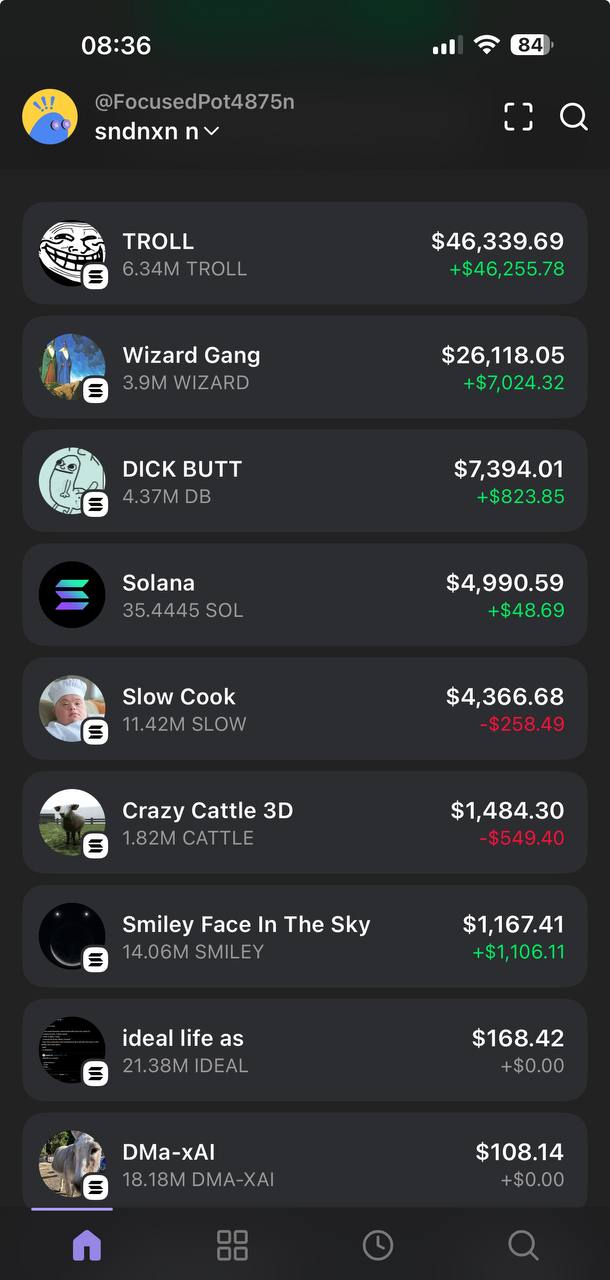 08:36
84
@FocusedPot4875n
sndnxn n
TROLL
$46,339.69
6.34M TROLL
+$46,255.78
Wizard Gang
$26,118.05
3.9M WIZARD
+$7,024.32
DICK BUTT
$7,394.01
4.37M DB
+$823.85
Solana
$4,990.59
35.4445 SOL
+$48.69
Slow Cook
$4,366.68
11.42M SLOW
-$258.49
Crazy Cattle 3D
$1,484.30
1.82M CATTLE
-$549.40
Smiley Face In The Sky
$1,167.41
14.06M SMILEY
+$1,106.11
ideal life as
$168.42
21.38M IDEAL
+$0.00
DMa-xAI
$108.14
18.18M DMA-XAI
+$0.00